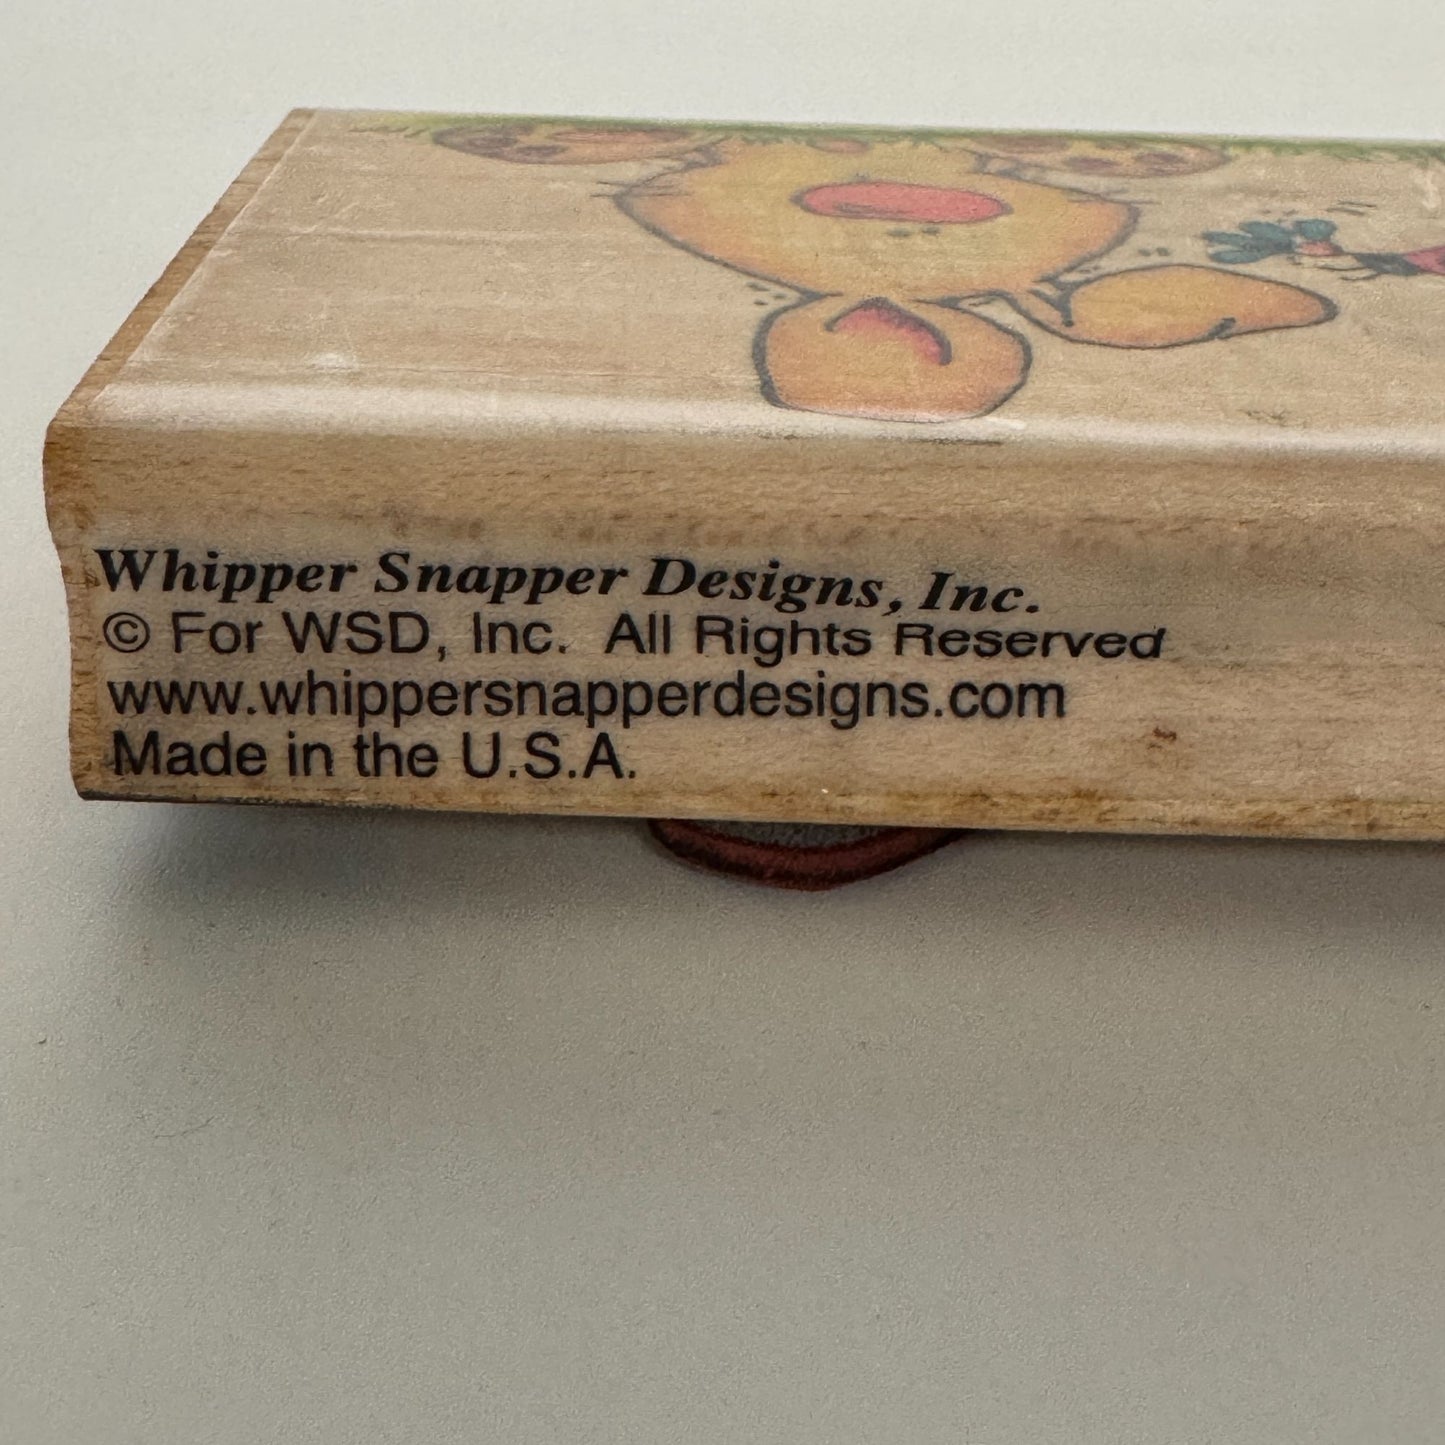 Whipper Snapper Designs, Inc.
© For WSD, Inc. All Rights Reserved
www.whippersnapperdesigns.com
Made in the U.S.A.